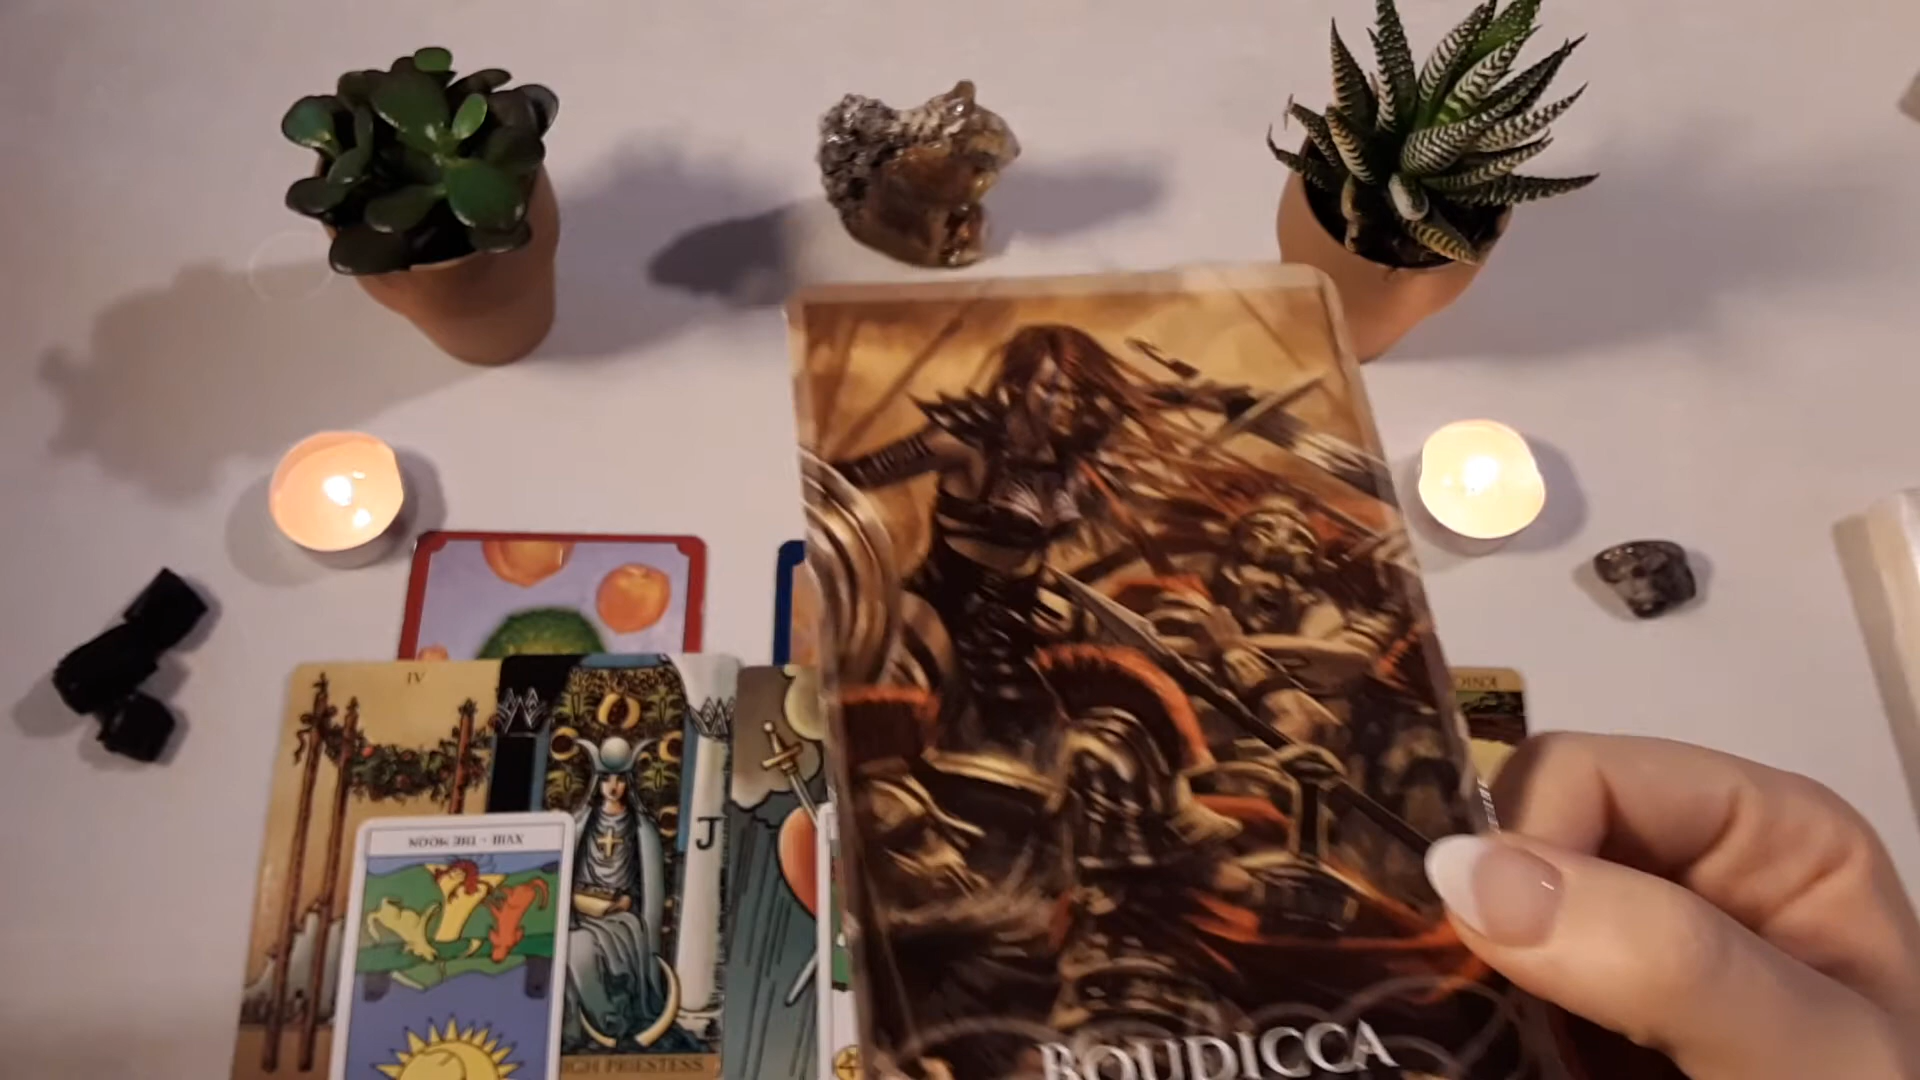 IV
XVIII - THE MOON
J
HIGH PRIESTESS
BOUDICCA